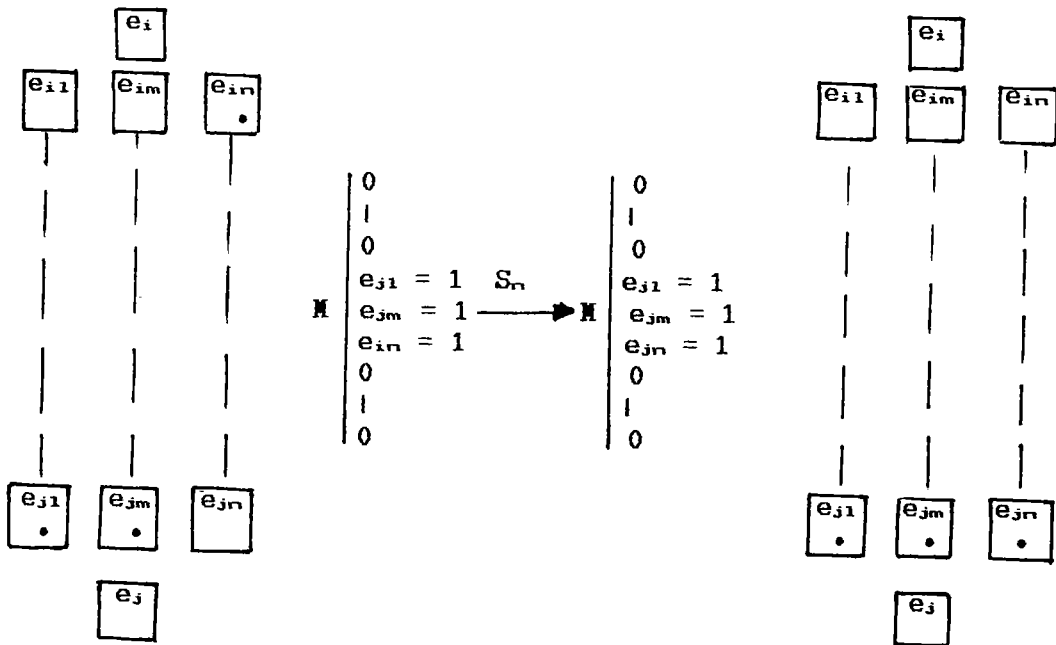 e_i e_i
e_i1 e_im e_in e_i1 e_im e_in
0 0
| |
0 0
e_j1 = 1 S_n e_j1 = 1
M e_jm = 1 M e_jm = 1
e_in = 1 e_jn = 1
0 0
| |
0 0
e_j1 e_jm e_jn e_j1 e_jm e_jn
e_j e_j